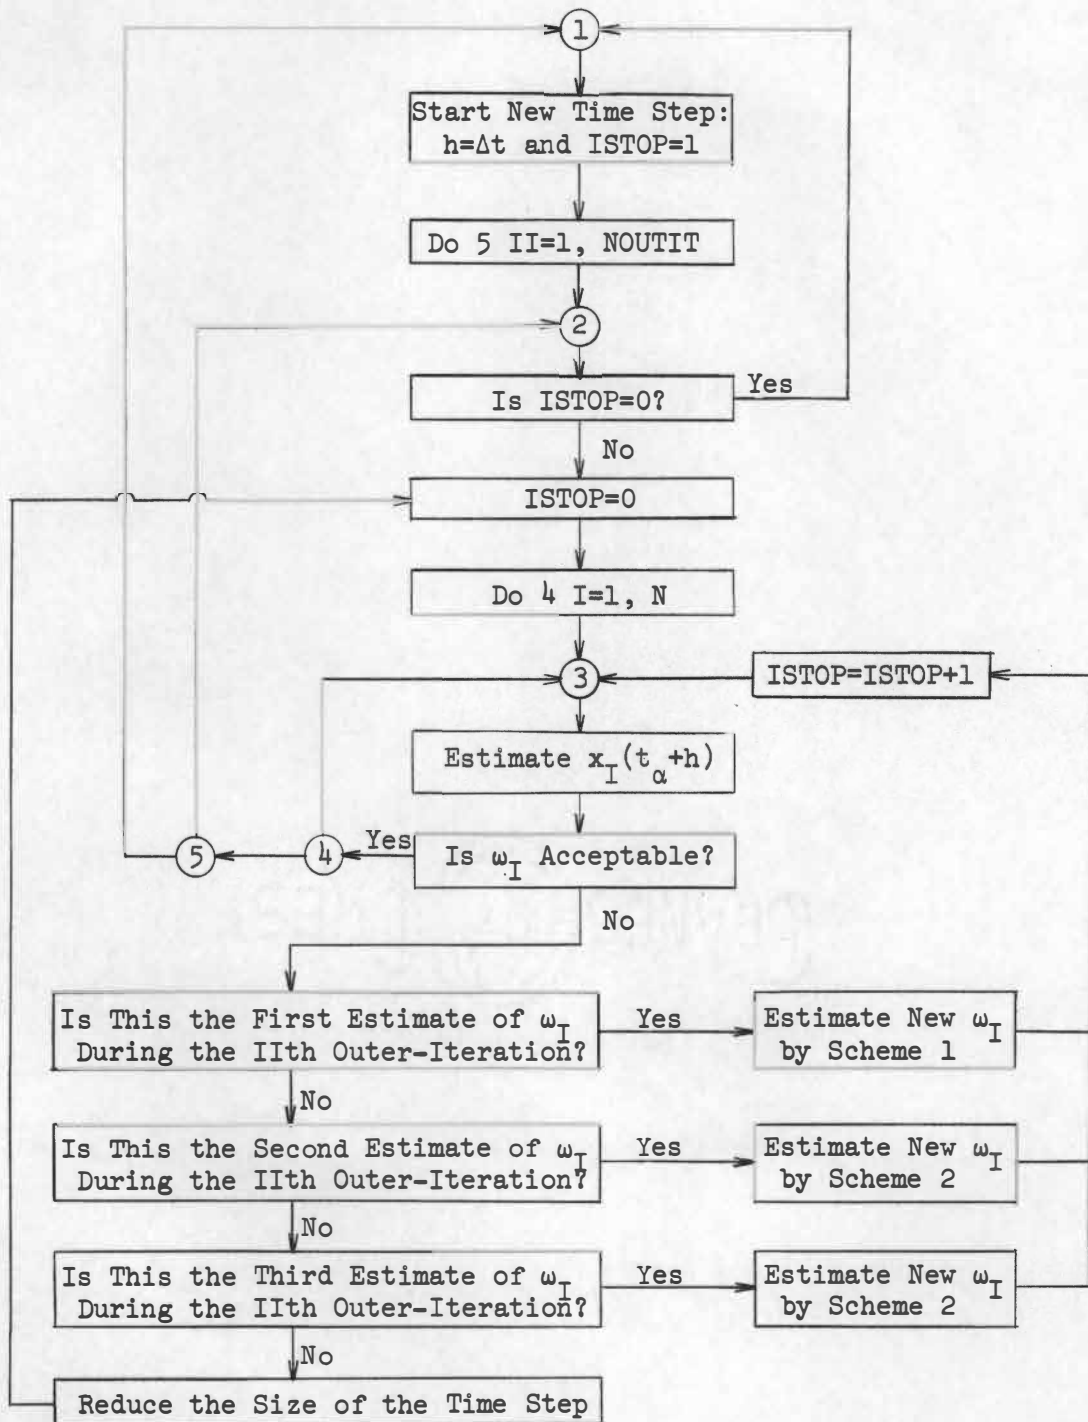 1
Start New Time Step:
h=Δt and ISTOP=1
Do 5 II=1, NOUTIT
2
Is ISTOP=0?
Yes
No
ISTOP=0
Do 4 I=1, N
3
ISTOP=ISTOP+1
Estimate x_I(t_α+h)
Is ω_I Acceptable?
Yes
4
5
No
Is This the First Estimate of ω_I
During the IIth Outer-Iteration?
Yes
Estimate New ω_I
by Scheme 1
No
Is This the Second Estimate of ω_I
During the IIth Outer-Iteration?
Yes
Estimate New ω_I
by Scheme 2
No
Is This the Third Estimate of ω_I
During the IIth Outer-Iteration?
Yes
Estimate New ω_I
by Scheme 2
No
Reduce the Size of the Time Step